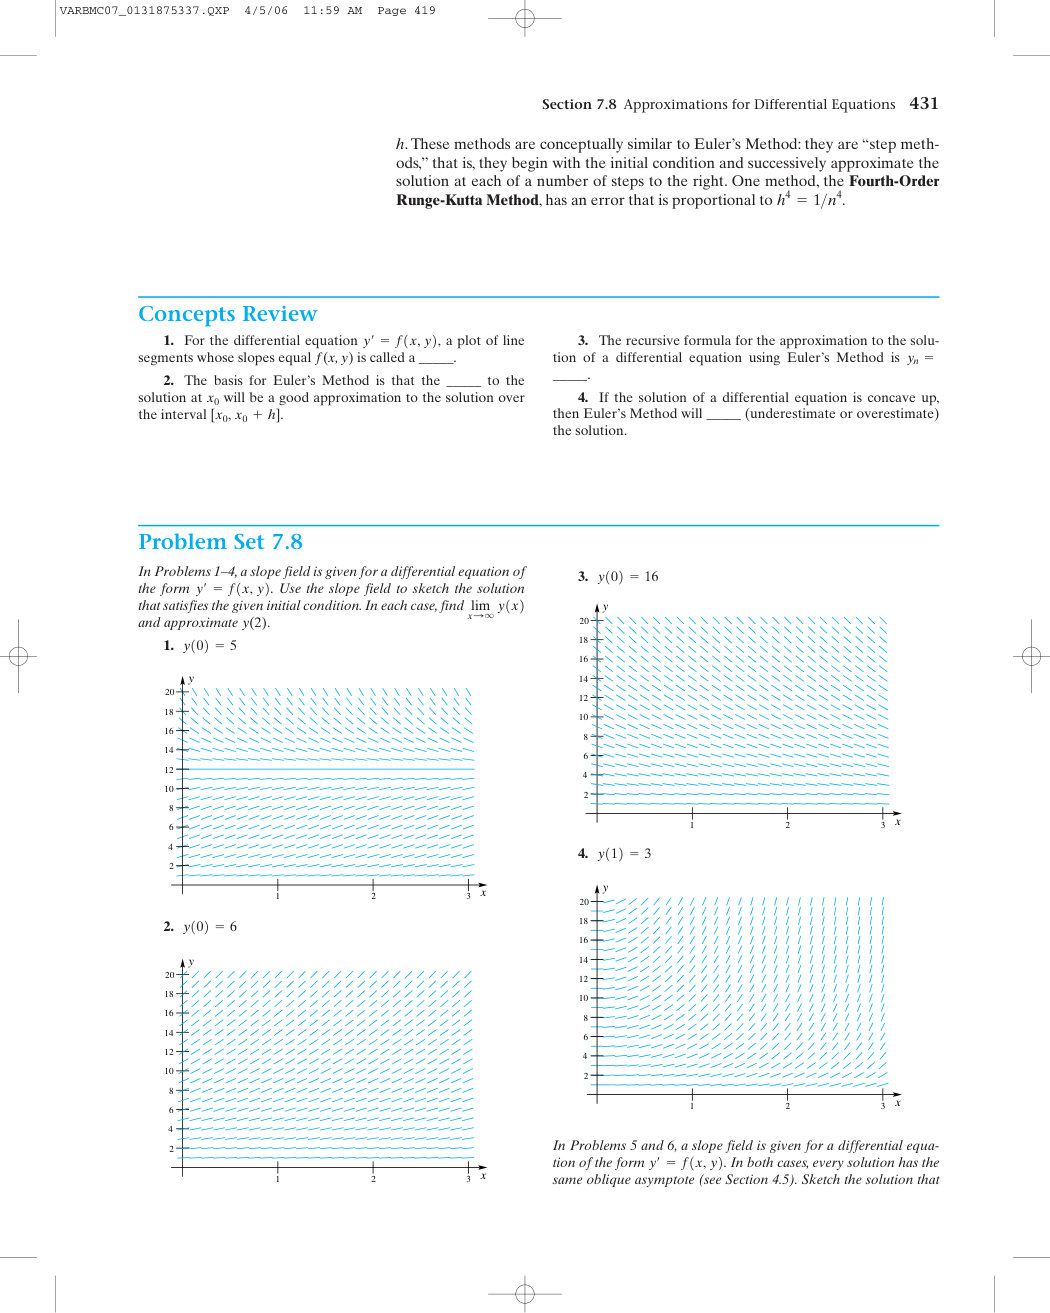 VARBMC07_0131875337.QXP 4/5/06 11:59 AM Page 419
Section 7.8 Approximations for Differential Equations 431
h. These methods are conceptually similar to Euler's Method: they are “step meth-
ods,” that is, they begin with the initial condition and successively approximate the
solution at each of a number of steps to the right. One method, the Fourth-Order
Runge-Kutta Method, has an error that is proportional to h⁴ = 1/n⁴.
Concepts Review
1. For the differential equation y′ = f(x, y), a plot of line
segments whose slopes equal f(x, y) is called a _____.
2. The basis for Euler's Method is that the _____ to the
solution at x₀ will be a good approximation to the solution over
the interval [x₀, x₀ + h].
3. The recursive formula for the approximation to the solu-
tion of a differential equation using Euler's Method is yₙ =
_____.
4. If the solution of a differential equation is concave up,
then Euler's Method will _____ (underestimate or overestimate)
the solution.
Problem Set 7.8
In Problems 1–4, a slope field is given for a differential equation of
the form y′ = f(x, y). Use the slope field to sketch the solution
that satisfies the given initial condition. In each case, find lim y(x)
x→∞
and approximate y(2).
1. y(0) = 5
y
20
18
16
14
12
10
8
6
4
2
1 2 3 x
2. y(0) = 6
y
20
18
16
14
12
10
8
6
4
2
1 2 3 x
3. y(0) = 16
y
20
18
16
14
12
10
8
6
4
2
1 2 3 x
4. y(1) = 3
y
20
18
16
14
12
10
8
6
4
2
1 2 3 x
In Problems 5 and 6, a slope field is given for a differential equa-
tion of the form y′ = f(x, y). In both cases, every solution has the
same oblique asymptote (see Section 4.5). Sketch the solution that